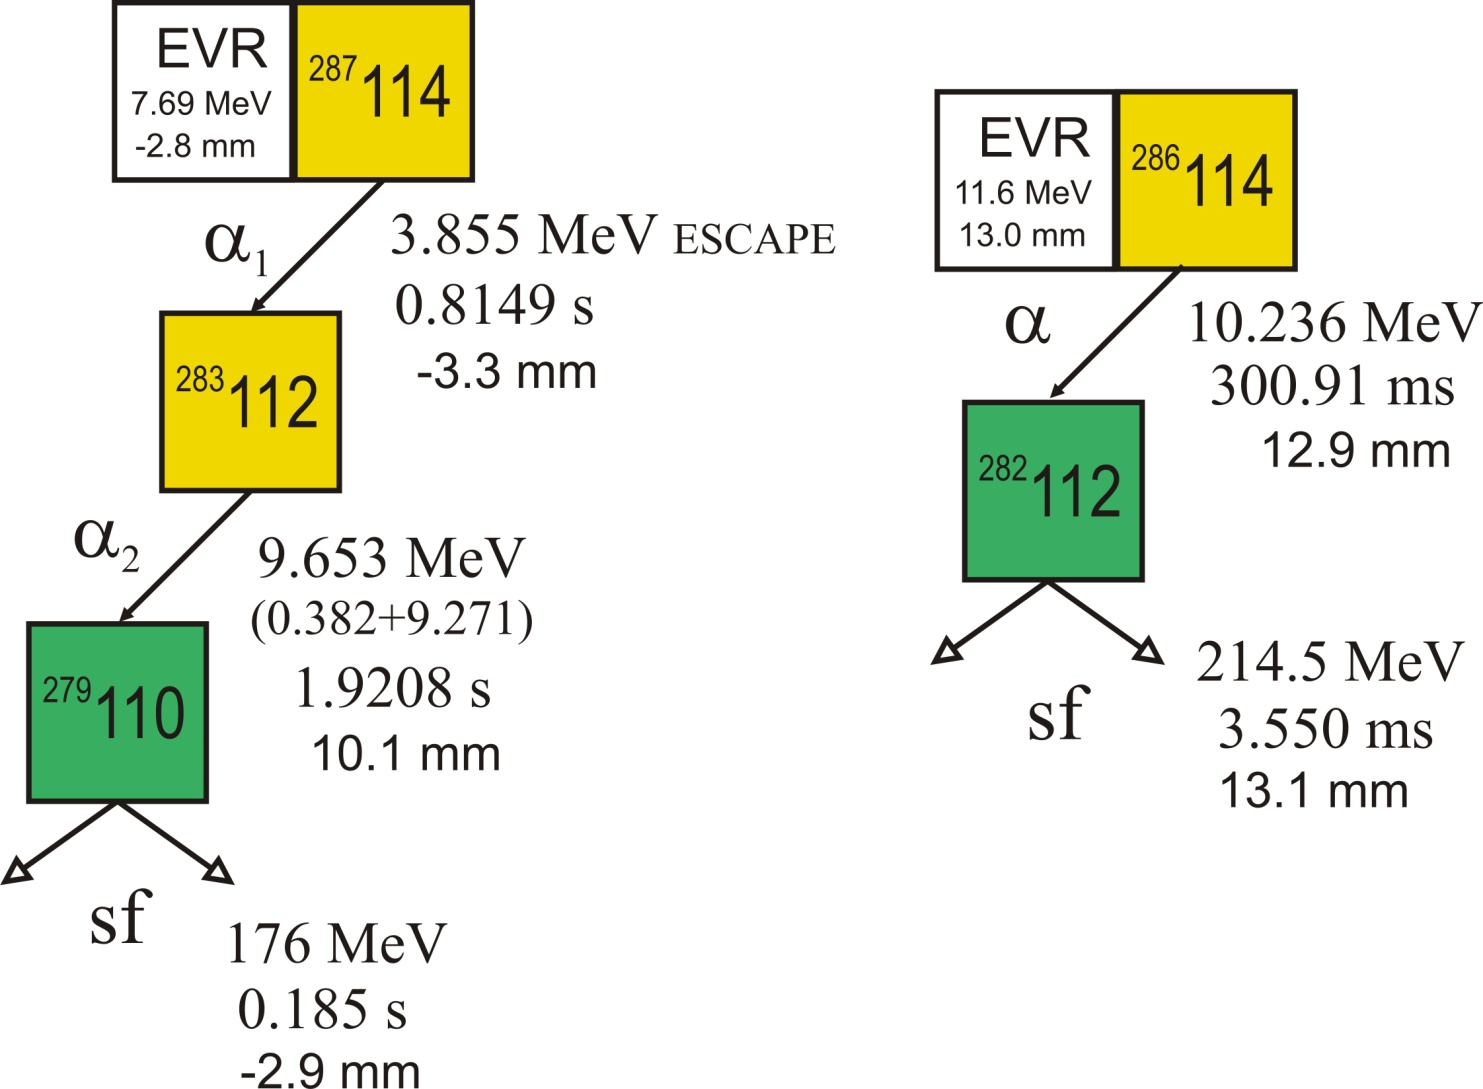 EVR
7.69 MeV
-2.8 mm
²⁸⁷114
α₁
3.855 MeV ESCAPE
0.8149 s
-3.3 mm
²⁸³112
α₂
9.653 MeV
(0.382+9.271)
1.9208 s
10.1 mm
²⁷⁹110
sf
176 MeV
0.185 s
-2.9 mm
EVR
11.6 MeV
13.0 mm
²⁸⁶114
α
10.236 MeV
300.91 ms
12.9 mm
²⁸²112
sf
214.5 MeV
3.550 ms
13.1 mm